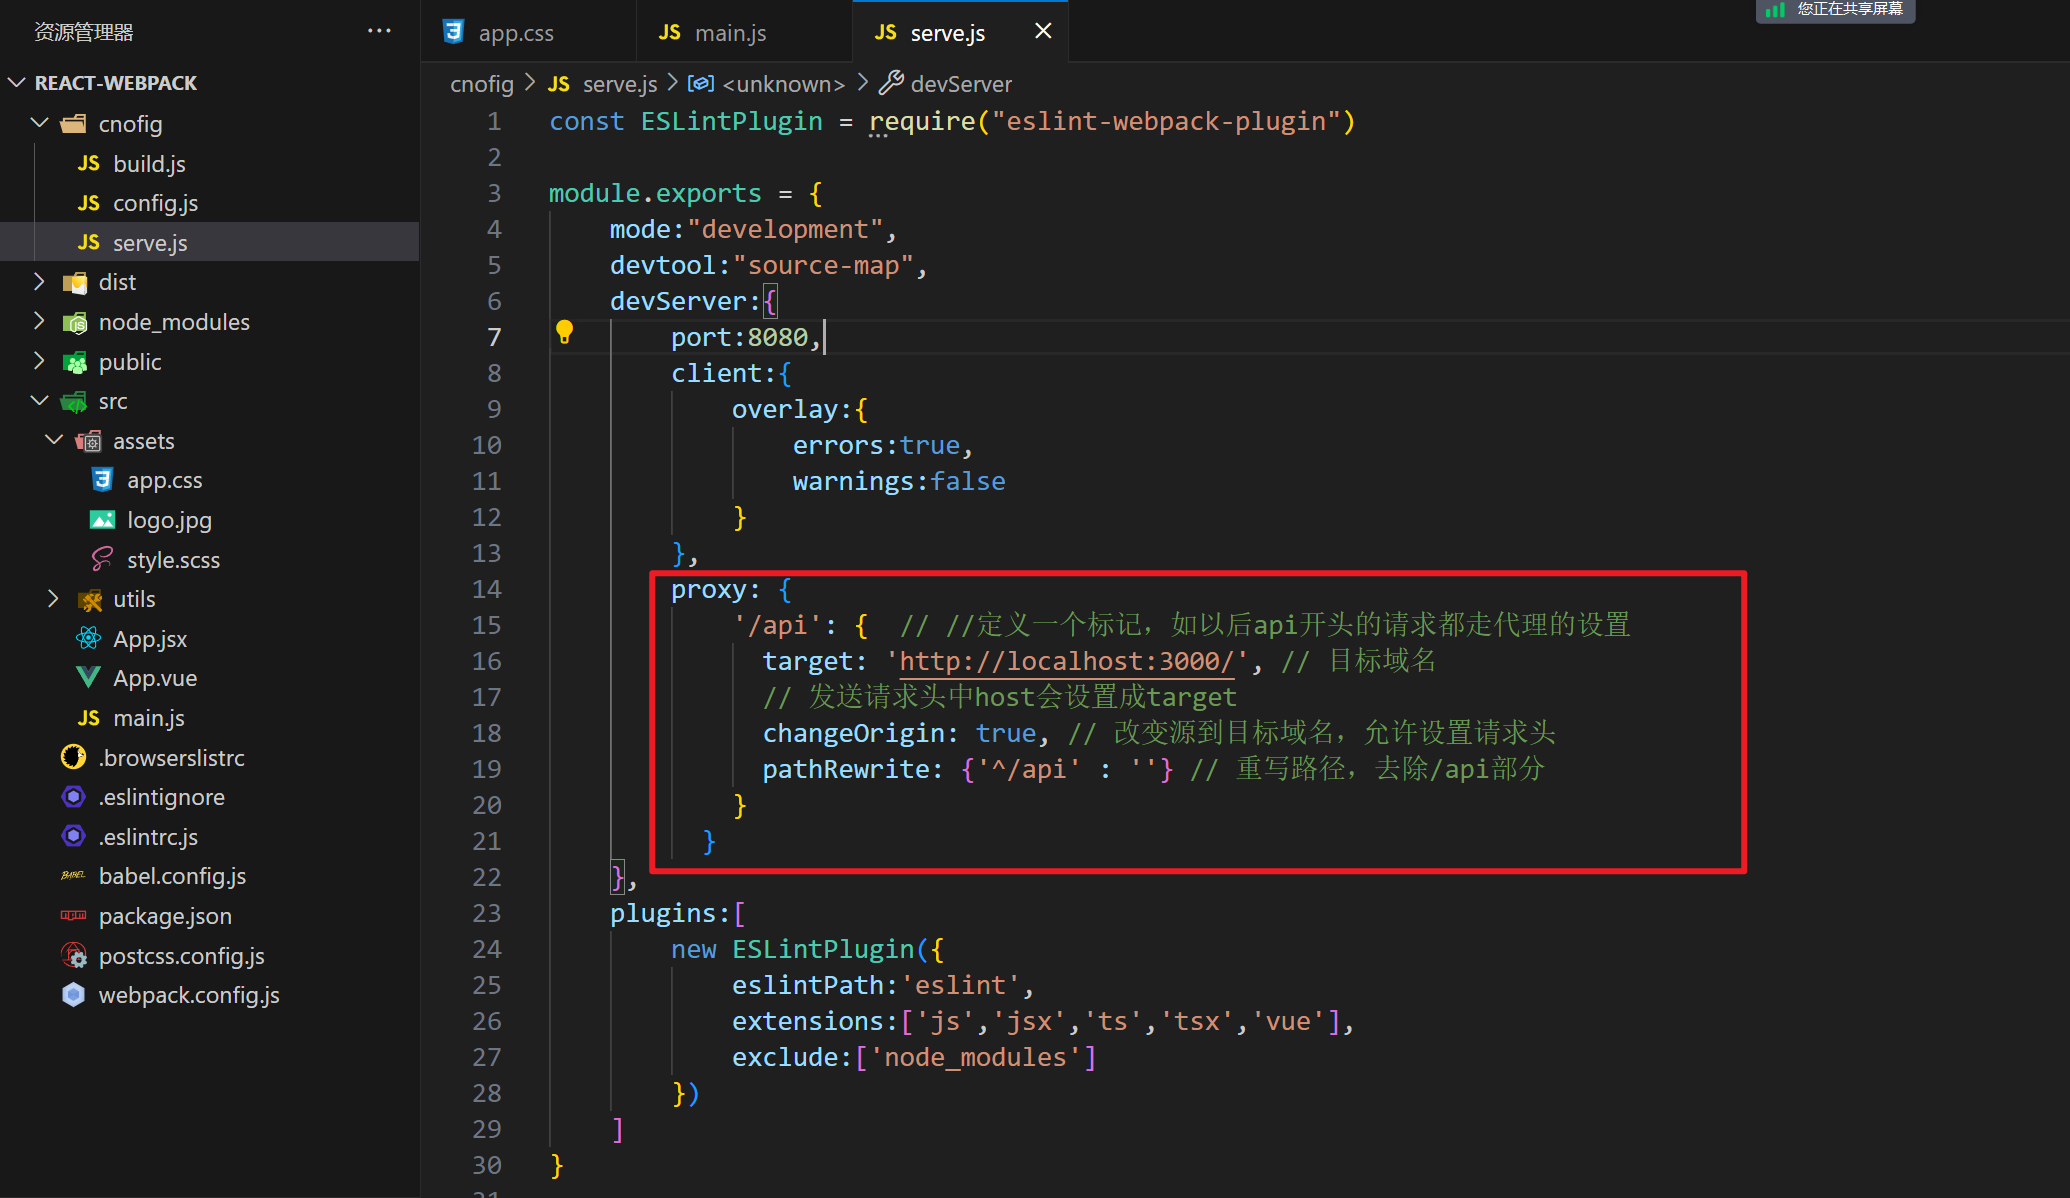 资源管理器
REACT-WEBPACK
cnofig
build.js
config.js
serve.js
dist
node_modules
public
src
assets
app.css
logo.jpg
style.scss
utils
App.jsx
App.vue
main.js
.browserslistrc
.eslintignore
.eslintrc.js
babel.config.js
package.json
postcss.config.js
webpack.config.js
app.css
main.js
serve.js
您正在共享屏幕
cnofig > JS serve.js > <unknown> > devServer
1 const ESLintPlugin = require("eslint-webpack-plugin")
2
3 module.exports = {
4 mode:"development",
5 devtool:"source-map",
6 devServer:{
7 port:8080,
8 client:{
9 overlay:{
10 errors:true,
11 warnings:false
12 }
13 },
14 proxy: {
15 '/api': { // //定义一个标记，如以后api开头的请求都走代理的设置
16 target: 'http://localhost:3000/', // 目标域名
17 // 发送请求头中host会设置成target
18 changeOrigin: true, // 改变源到目标域名，允许设置请求头
19 pathRewrite: {'^/api' : ''} // 重写路径，去除/api部分
20 }
21 }
22 },
23 plugins:[
24 new ESLintPlugin({
25 eslintPath:'eslint',
26 extensions:['js','jsx','ts','tsx','vue'],
27 exclude:['node_modules']
28 })
29 ]
30 }